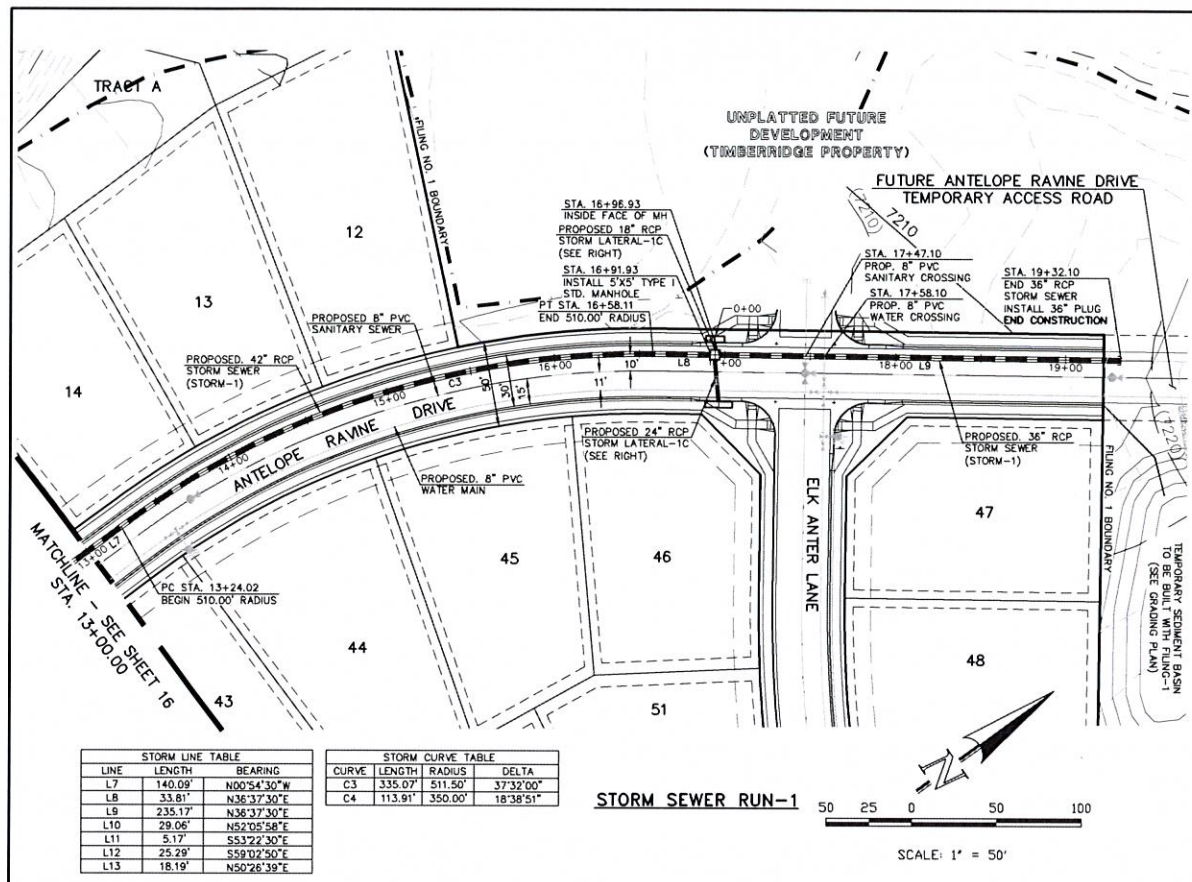 TRACT A
FILING NO. 1 BOUNDARY
UNPLATTED FUTURE
DEVELOPMENT
(TIMBERRIDGE PROPERTY)
FUTURE ANTELOPE RAVINE DRIVE
TEMPORARY ACCESS ROAD
(7210)
7210
12
13
14
STA. 16+96.93
INSIDE FACE OF MH
PROPOSED 18" RCP
STORM LATERAL-1C
(SEE RIGHT)
STA. 16+91.93
INSTALL 5'X5' TYPE I
STD. MANHOLE
PT STA. 16+58.11
END 510.00' RADIUS
0+00
STA. 17+47.10
PROP. 8" PVC
SANITARY CROSSING
STA. 17+58.10
PROP. 8" PVC
WATER CROSSING
STA. 19+32.10
END 36" RCP
STORM SEWER
INSTALL 36" PLUG
END CONSTRUCTION
PROPOSED 8" PVC
SANITARY SEWER
PROPOSED. 42" RCP
STORM SEWER
(STORM-1)
13+00
L7
14+00
15+00
C3
50'
30'
15'
16+00
11'
10'
L8
+00
18+00
L9
19+00
ANTELOPE RAVINE DRIVE
(7220)
PROPOSED 24" RCP
STORM LATERAL-1C
(SEE RIGHT)
PROPOSED. 36" RCP
STORM SEWER
(STORM-1)
PROPOSED. 8" PVC
WATER MAIN
PC STA. 13+24.02
BEGIN 510.00' RADIUS
MATCHLINE - SEE SHEET 16
STA. 13+00.00
ELK ANTER LANE
FILING NO. 1 BOUNDARY
TEMPORARY SEDIMENT BASIN
TO BE BUILT WITH FILING-1
(SEE GRADING PLAN)
43
44
45
46
47
48
51
STORM LINE TABLE
LINE LENGTH BEARING
L7 140.09' N00°54'30"W
L8 33.81' N36°37'30"E
L9 235.17' N36°37'30"E
L10 29.06' N52°05'58"E
L11 5.17' S53°22'30"E
L12 25.29' S59°02'50"E
L13 18.19' N50°26'39"E
STORM CURVE TABLE
CURVE LENGTH RADIUS DELTA
C3 335.07' 511.50' 37°32'00"
C4 113.91' 350.00' 18°38'51"
STORM SEWER RUN-1
N
50 25 0 50 100
SCALE: 1" = 50'